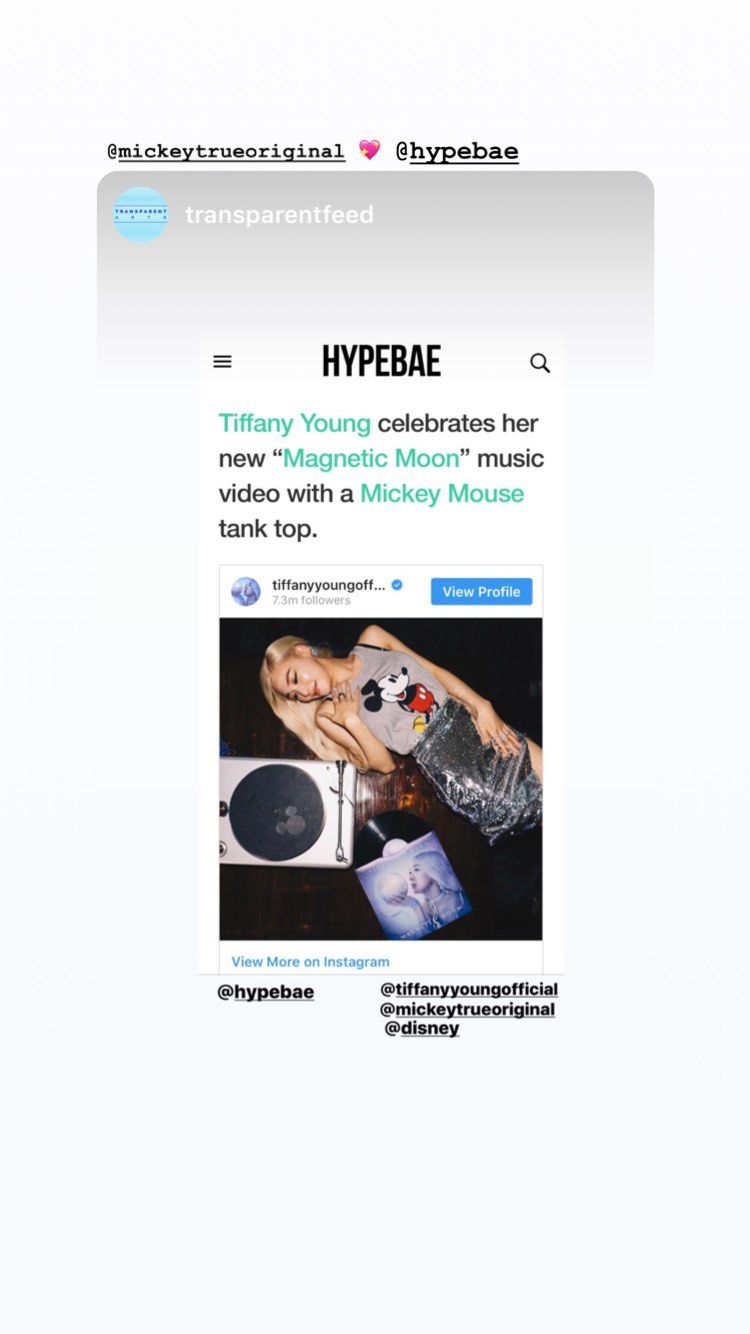 @mickeytrueoriginal 💖 @hypebae
TRANSPARENT
transparentfeed
HYPEBAE
Tiffany Young celebrates her
new “Magnetic Moon” music
video with a Mickey Mouse
tank top.
tiffanyyoungoff...
7.3m followers
View Profile
View More on Instagram
@hypebae
@tiffanyyoungofficial
@mickeytrueoriginal
@disney